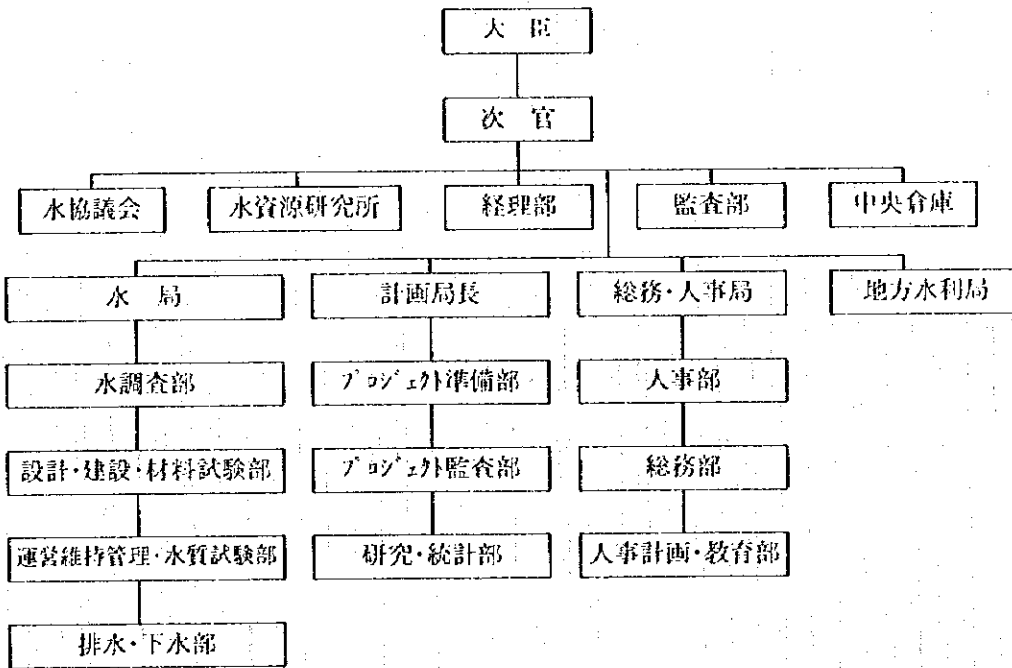 大 臣
次 官
水協議会 水資源研究所 経理部 監査部 中央倉庫
水 局 計画局長 総務・人事局 地方水利局
水調査部 プロジェクト準備部 人事部
設計・建設・材料試験部 プロジェクト監査部 総務部
運営維持管理・水質試験部 研究・統計部 人事計画・教育部
排水・下水部